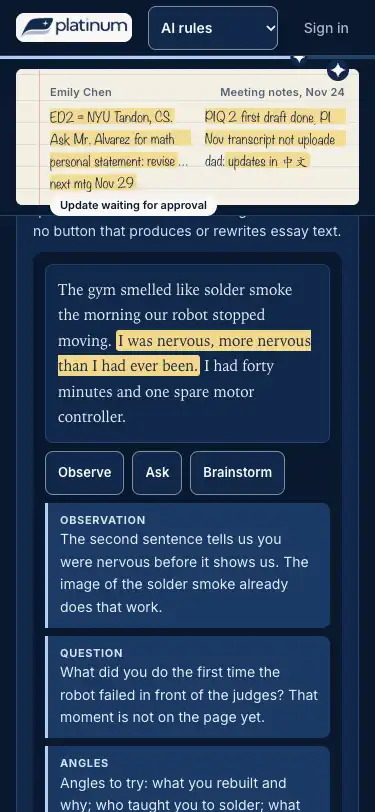 platinum
AI rules
Sign in
Emily Chen
Meeting notes, Nov 24
ED2 = NYU Tandon, CS.
Ask Mr. Alvarez for math
personal statement: revise ...
next mtg Nov 29
PIQ 2 first draft done. PI
Nov transcript not uploade
dad: updates in 中文
Update waiting for approval
no button that produces or rewrites essay text.
The gym smelled like solder smoke
the morning our robot stopped
moving. I was nervous, more nervous
than I had ever been. I had forty
minutes and one spare motor
controller.
Observe
Ask
Brainstorm
OBSERVATION
The second sentence tells us you
were nervous before it shows us. The
image of the solder smoke already
does that work.
QUESTION
What did you do the first time the
robot failed in front of the judges? That
moment is not on the page yet.
ANGLES
Angles to try: what you rebuilt and
why; who taught you to solder; what